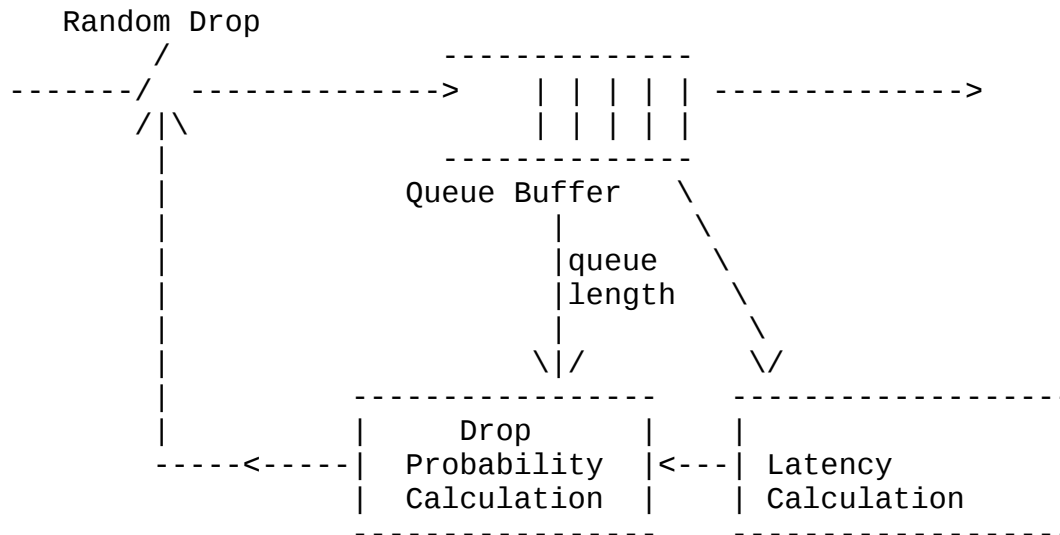 Random Drop
Queue Buffer
queue
length
Drop
Probability
Calculation
Latency
Calculation